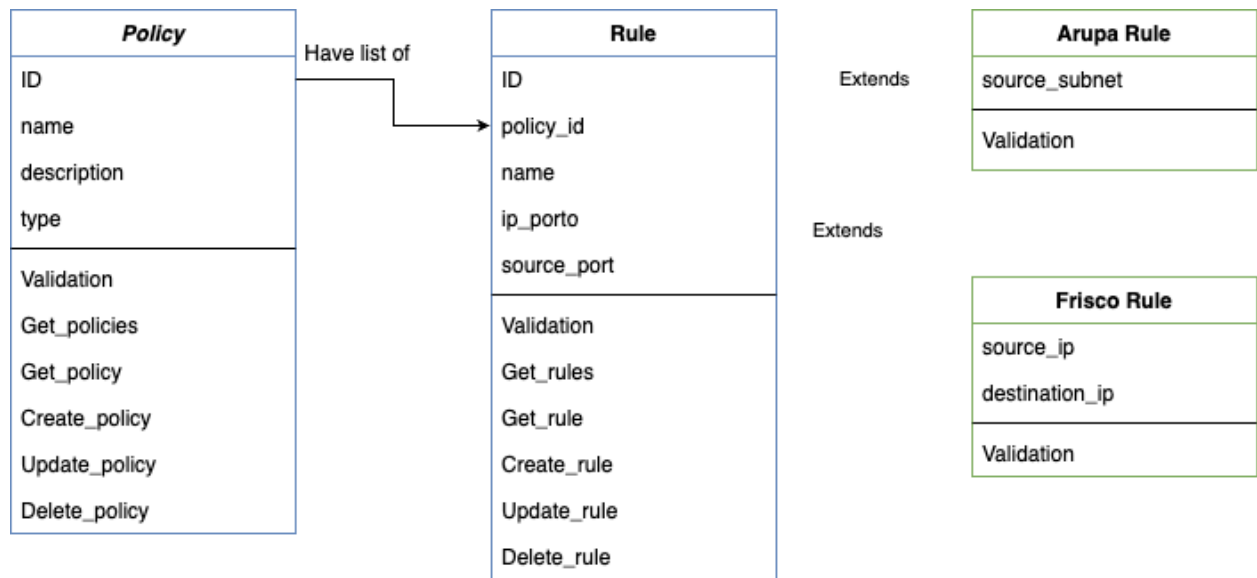 Policy
ID
name
description
type
Validation
Get_policies
Get_policy
Create_policy
Update_policy
Delete_policy
Have list of
Rule
ID
policy_id
name
ip_porto
source_port
Validation
Get_rules
Get_rule
Create_rule
Update_rule
Delete_rule
Extends
Extends
Arupa Rule
source_subnet
Validation
Frisco Rule
source_ip
destination_ip
Validation